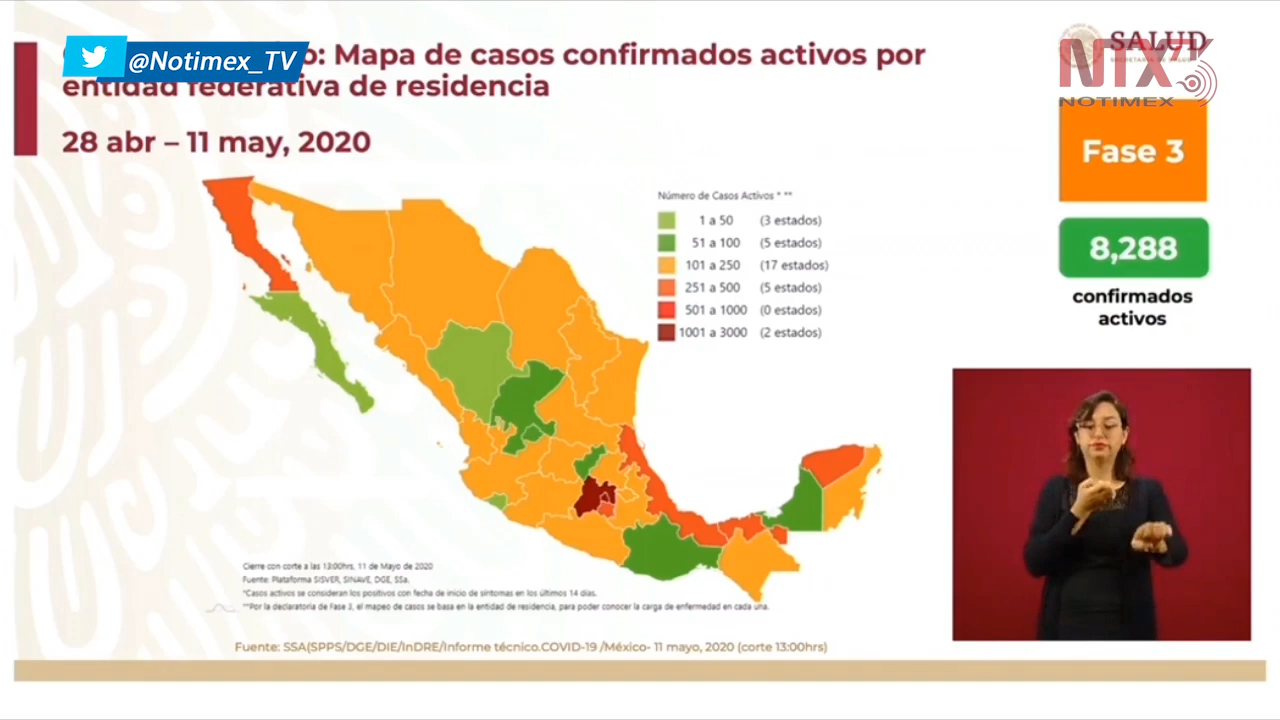 @Notimex_TV
: Mapa de casos confirmados activos por
entidad federativa de residencia
28 abr – 11 may, 2020
SALUD
NTX
NOTIMEX
Fase 3
8,288
confirmados
activos
Número de Casos Activos * **
1 a 50 (3 estados)
51 a 100 (5 estados)
101 a 250 (17 estados)
251 a 500 (5 estados)
501 a 1000 (0 estados)
1001 a 3000 (2 estados)
Cierre con corte a las 13:00hrs, 11 de Mayo de 2020
Fuente: Plataforma SISVER, SINAVE, DGE, SSa.
*Casos activos se consideran los positivos con fecha de inicio de síntomas en los últimos 14 días.
**Por la declaratoria de Fase 3, el mapeo de casos se basa en la entidad de residencia, para poder conocer la carga de enfermedad en cada una.
Fuente: SSA(SPPS/DGE/DIE/InDRE/Informe técnico.COVID-19 /México- 11 mayo, 2020 (corte 13:00hrs)